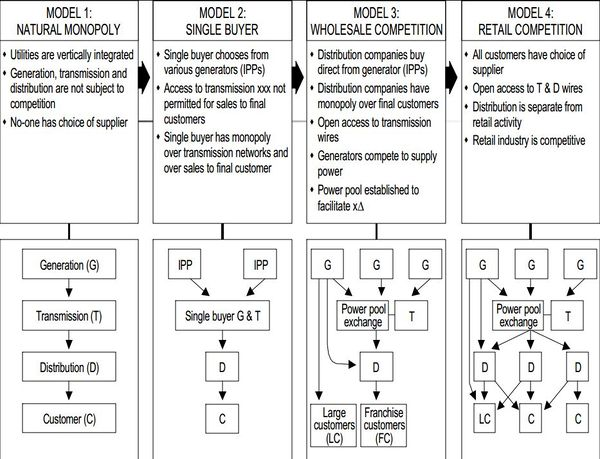 MODEL 1:
NATURAL MONOPOLY
♦ Utilities are vertically integrated
♦ Generation, transmission and
distribution are not subject to
competition
♦ No-one has choice of supplier
MODEL 2:
SINGLE BUYER
♦ Single buyer chooses from
various generators (IPPs)
♦ Access to transmission xxx not
permitted for sales to final
customers
♦ Single buyer has monopoly
over transmission networks and
over sales to final customer
MODEL 3:
WHOLESALE COMPETITION
♦ Distribution companies buy
direct from generator (IPPs)
♦ Distribution companies have
monopoly over final customers
♦ Open access to transmission
wires
♦ Generators compete to supply
power
♦ Power pool established to
facilitate x∆
MODEL 4:
RETAIL COMPETITION
♦ All customers have choice of
supplier
♦ Open access to T & D wires
♦ Distribution is separate from
retail activity
♦ Retail industry is competitive
Generation (G)
Transmission (T)
Distribution (D)
Customer (C)
IPP
IPP
Single buyer G & T
D
C
G
G
G
Power pool
exchange
T
D
Large
customers
(LC)
Franchise
customers
(FC)
G
G
G
Power pool
exchange
T
D
D
D
LC
C
C